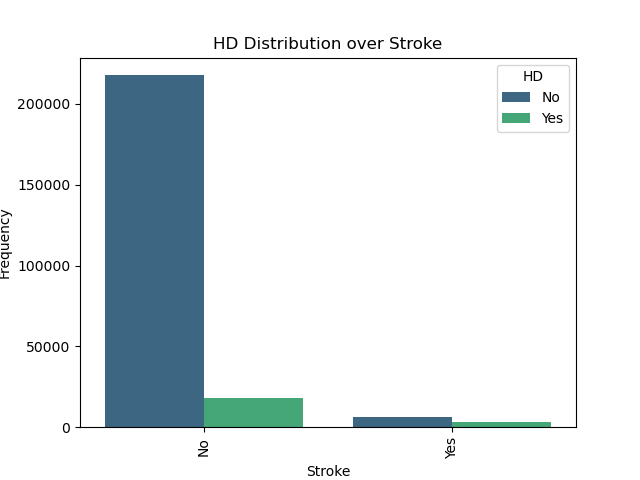 HD Distribution over Stroke
HD
No
Yes
200000
150000
100000
50000
0
Frequency
No
Yes
Stroke